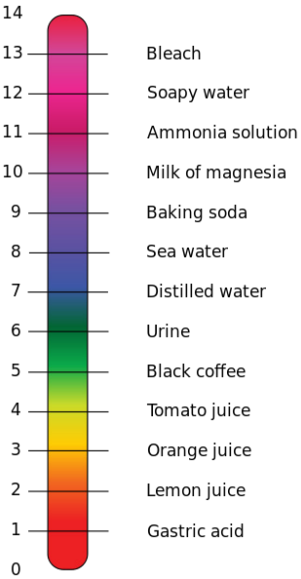 14
13 Bleach
12 Soapy water
11 Ammonia solution
10 Milk of magnesia
9 Baking soda
8 Sea water
7 Distilled water
6 Urine
5 Black coffee
4 Tomato juice
3 Orange juice
2 Lemon juice
1 Gastric acid
0